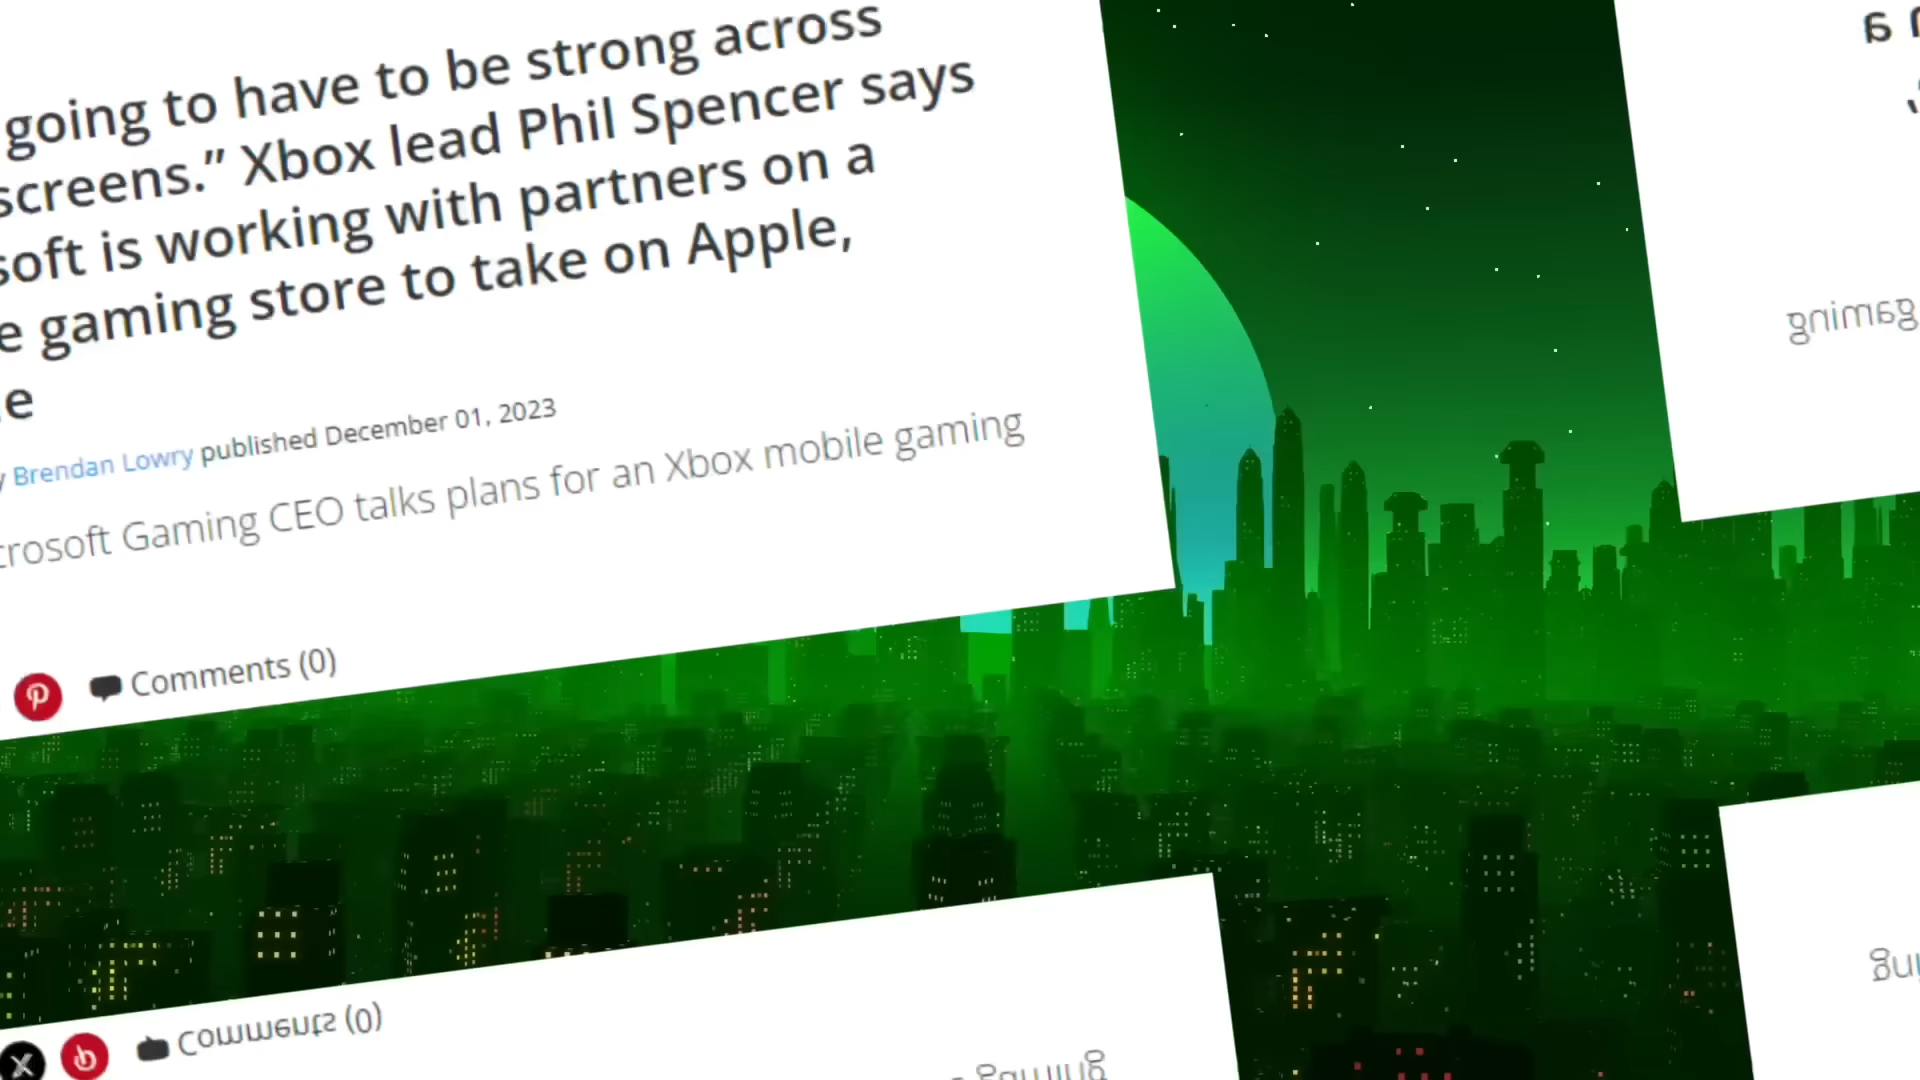 going to have to be strong across
screens.” Xbox lead Phil Spencer says
soft is working with partners on a
e gaming store to take on Apple,
e
Brendan Lowry published December 01, 2023
crosoft Gaming CEO talks plans for an Xbox mobile gaming
Comments (0)
Comments (0)
gaming